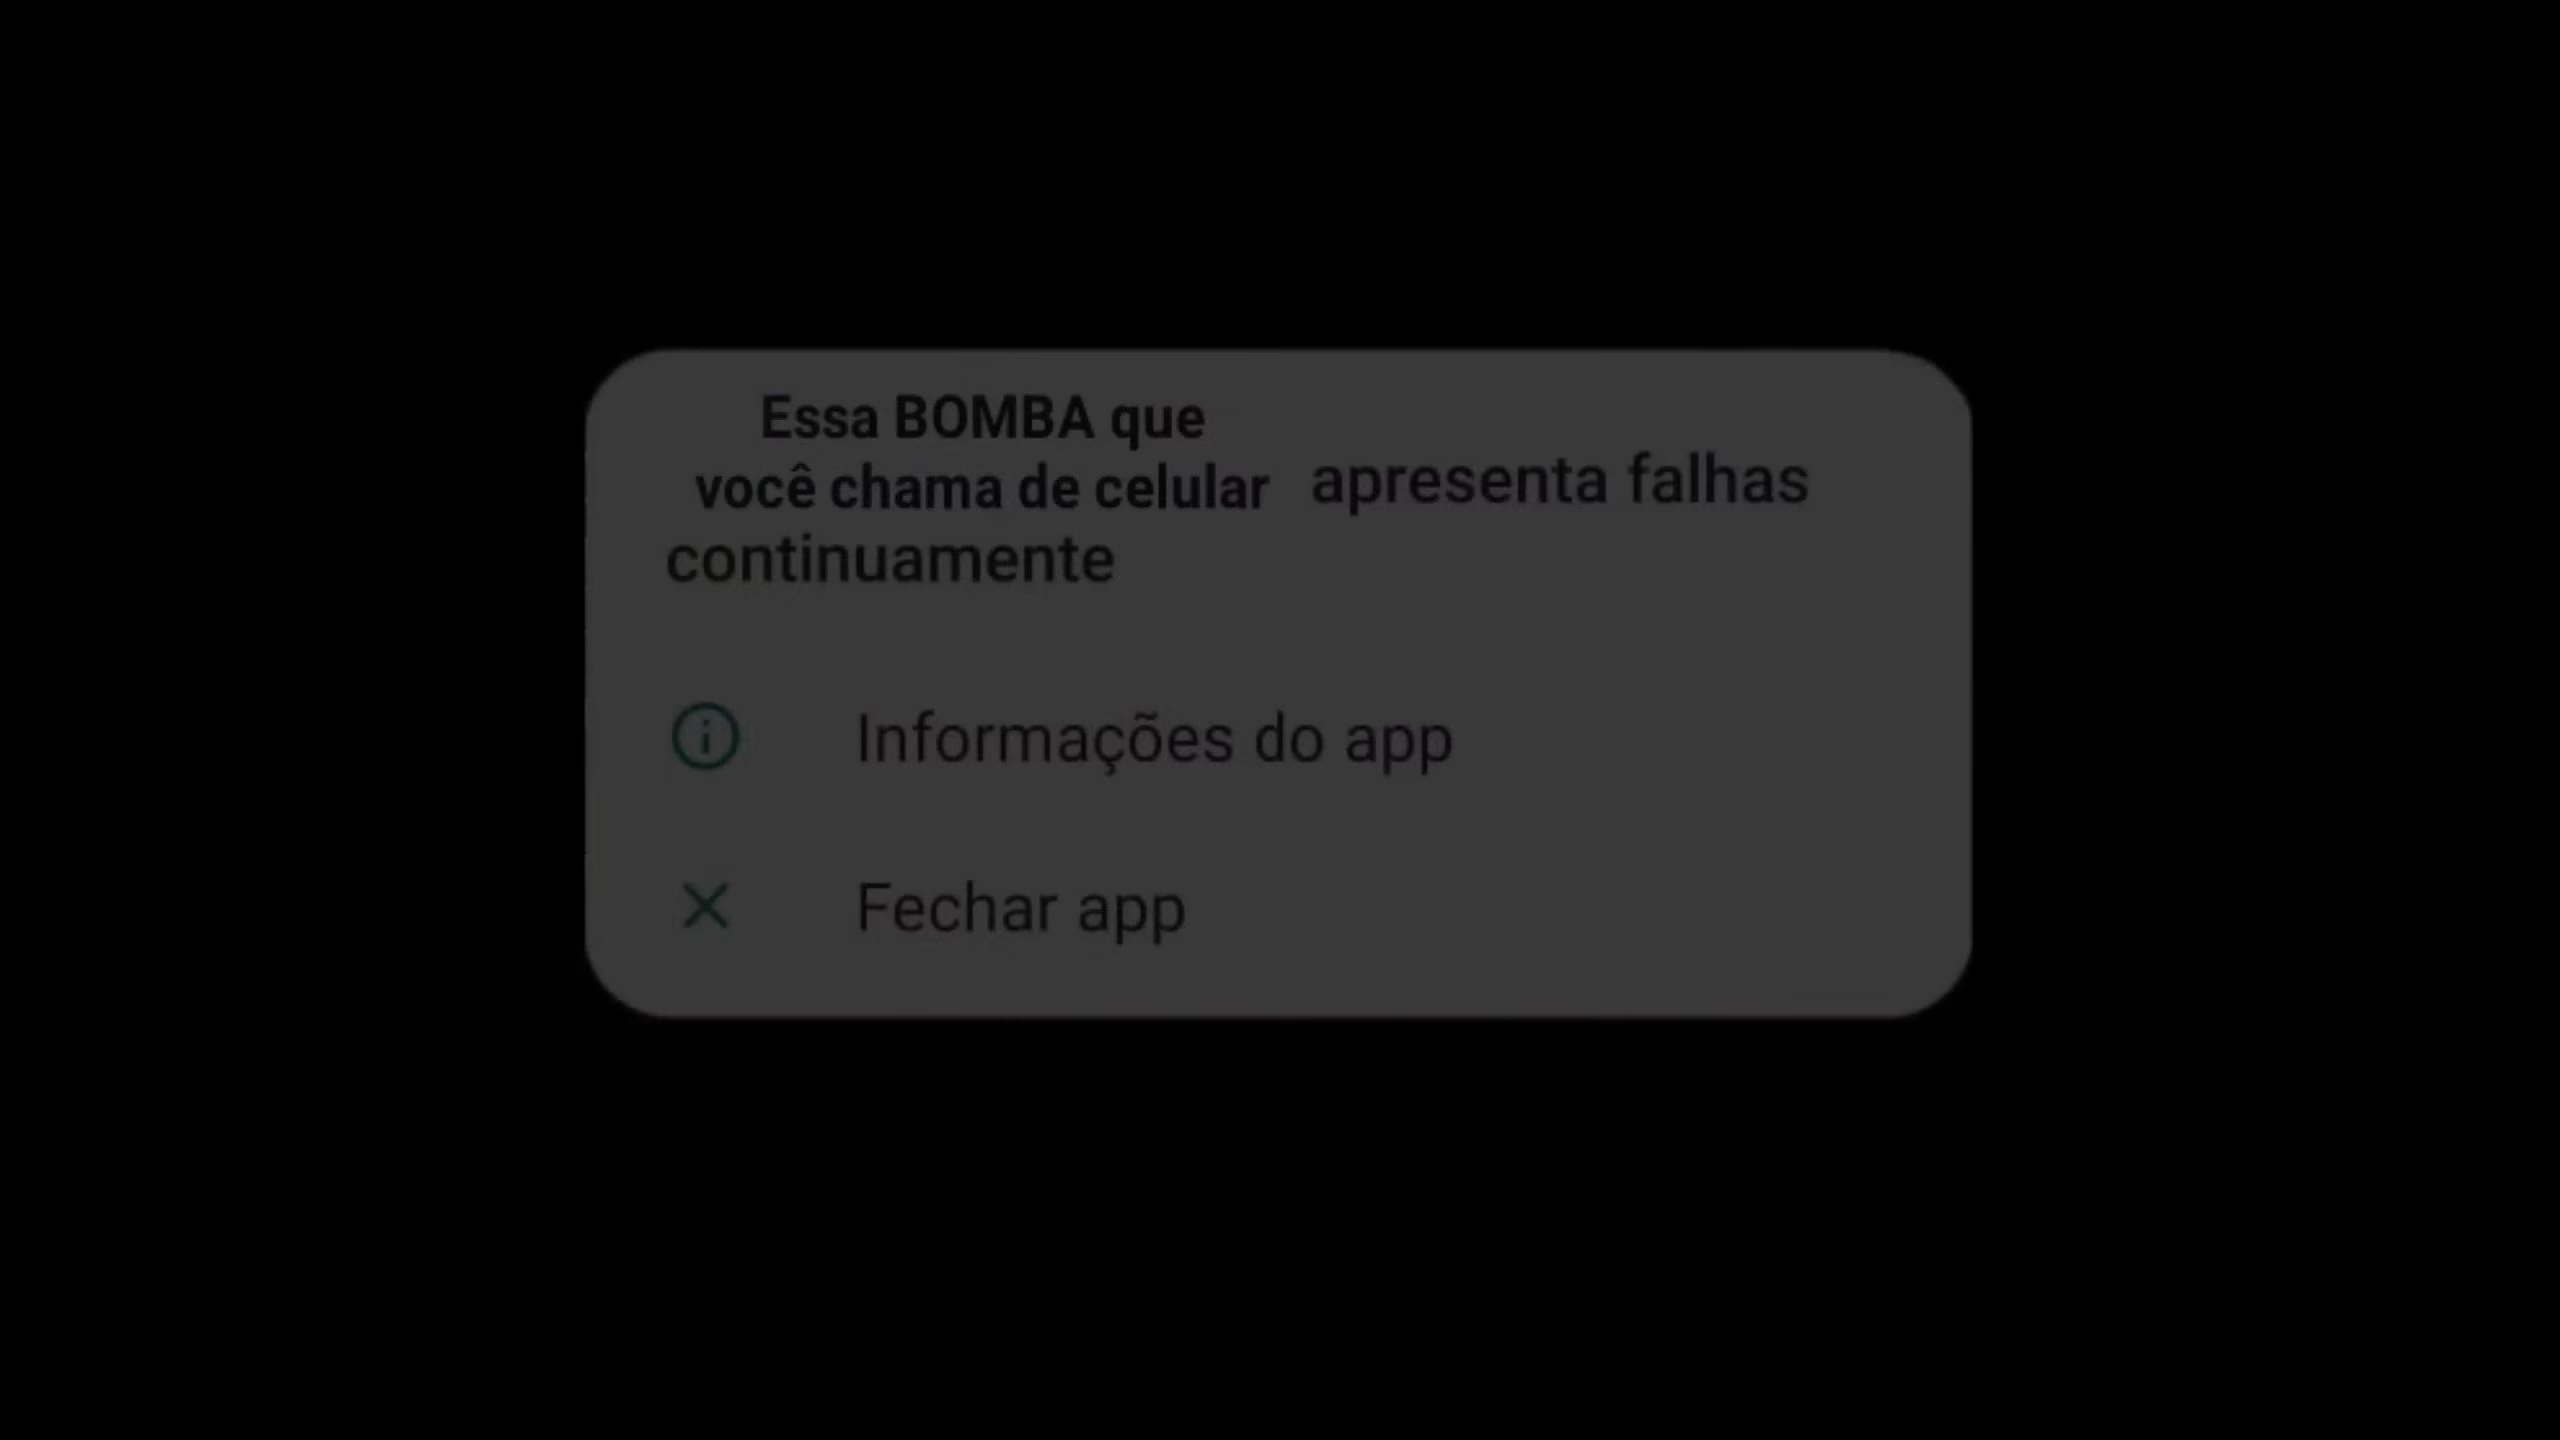 Essa BOMBA que
você chama de celular apresenta falhas
continuamente
Informações do app
Fechar app